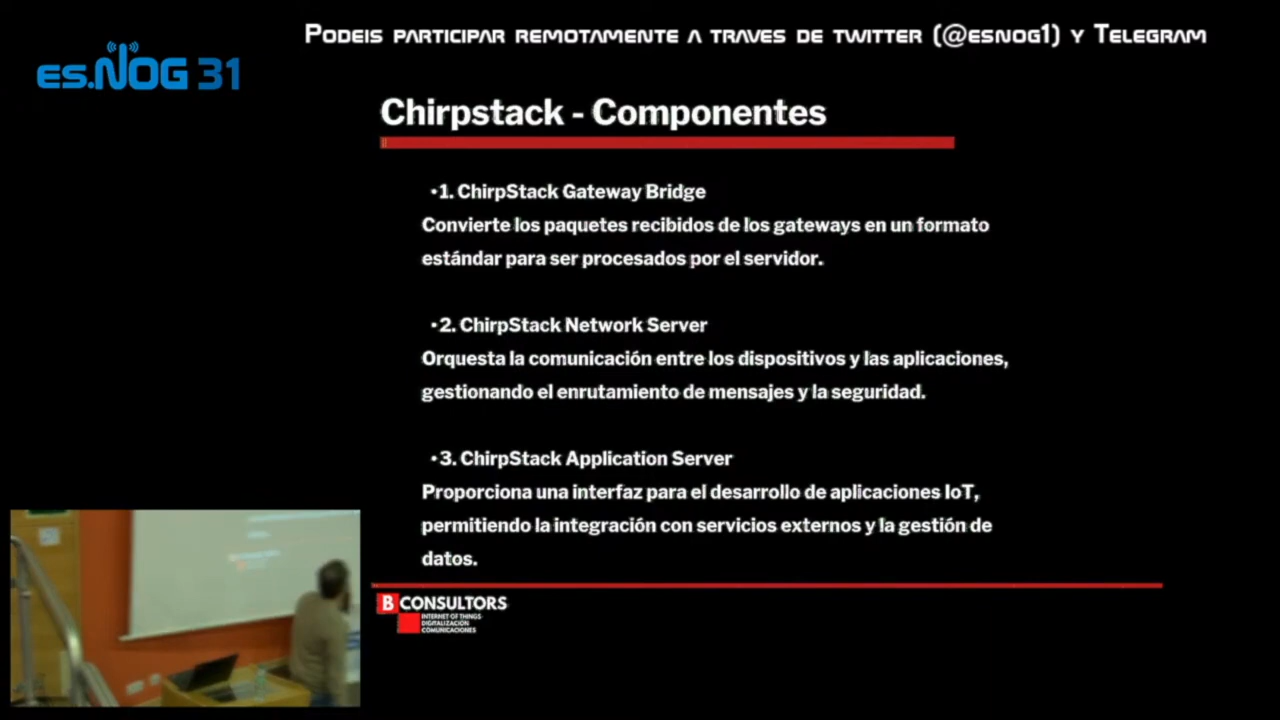 PODEIS PARTICIPAR REMOTAMENTE A TRAVES DE TWITTER (@ESNOG1) Y TELEGRAM
es.NOG 31
Chirpstack - Componentes
•1. ChirpStack Gateway Bridge
Convierte los paquetes recibidos de los gateways en un formato
estándar para ser procesados por el servidor.
•2. ChirpStack Network Server
Orquesta la comunicación entre los dispositivos y las aplicaciones,
gestionando el enrutamiento de mensajes y la seguridad.
•3. ChirpStack Application Server
Proporciona una interfaz para el desarrollo de aplicaciones IoT,
permitiendo la integración con servicios externos y la gestión de
datos.
B CONSULTORS
INTERNET OF THINGS
DIGITALIZACIÓN
COMUNICACIONES